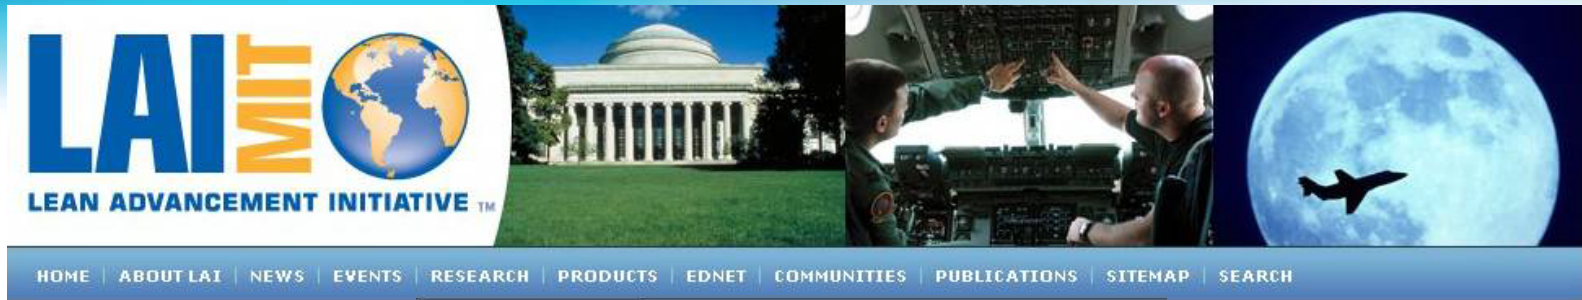 LAI MIT
LEAN ADVANCEMENT INITIATIVE ™
HOME | ABOUT LAI | NEWS | EVENTS | RESEARCH | PRODUCTS | EDNET | COMMUNITIES | PUBLICATIONS | SITEMAP | SEARCH